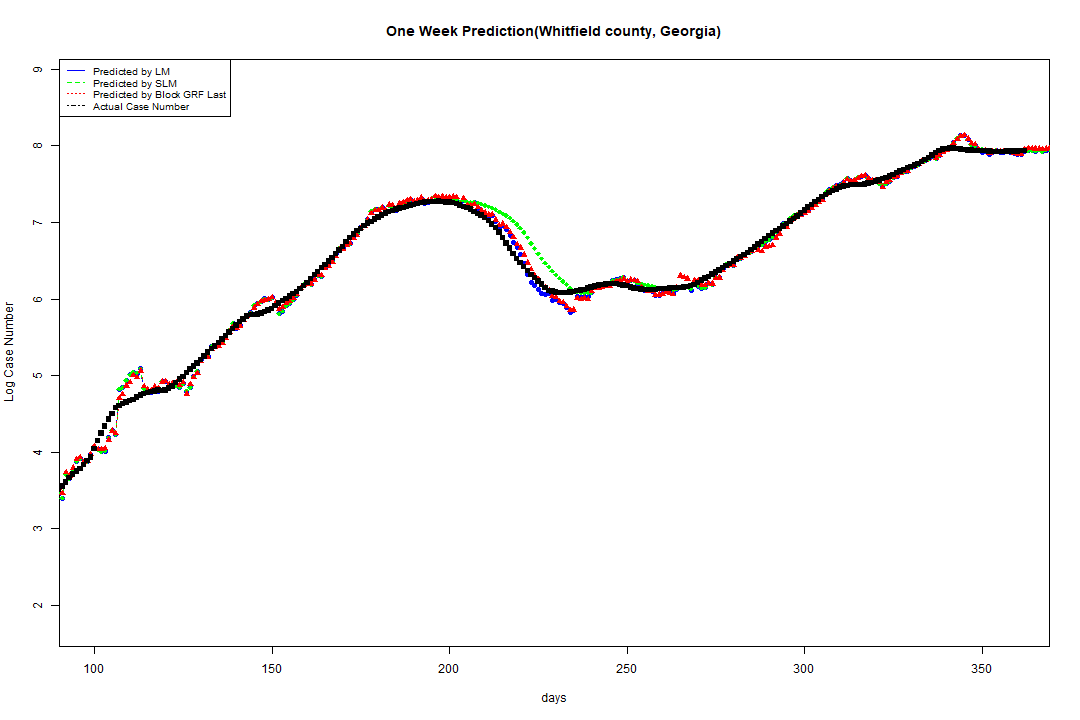 One Week Prediction(Whitfield county, Georgia)
Predicted by LM
Predicted by SLM
Predicted by Block GRF Last
Actual Case Number
9
8
7
6
5
4
3
2
Log Case Number
100 150 200 250 300 350
days